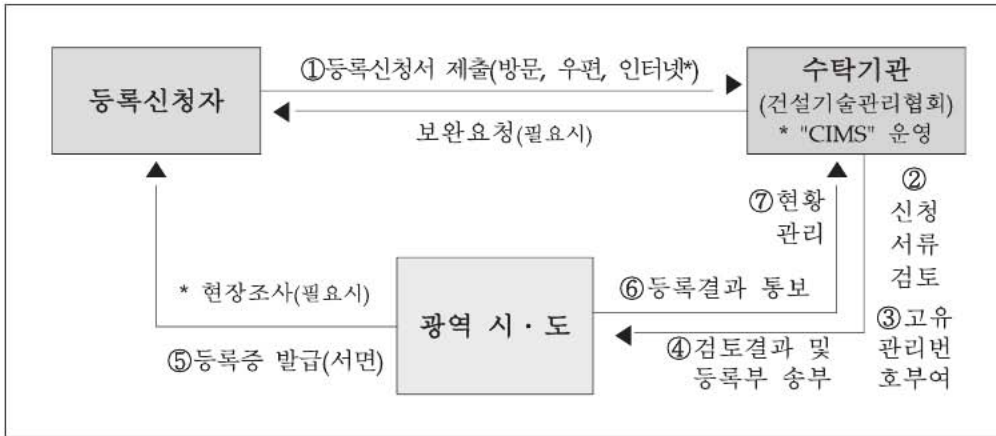 ①등록신청서 제출(방문, 우편, 인터넷*)
등록신청자
수탁기관
(건설기술관리협회)
* "CIMS" 운영
보완요청(필요시)
⑦현황
관리
②
신청
서류
검토
* 현장조사(필요시)
광역 시·도
⑥등록결과 통보
③고유
관리번
호부여
④검토결과 및
등록부 송부
⑤등록증 발급(서면)